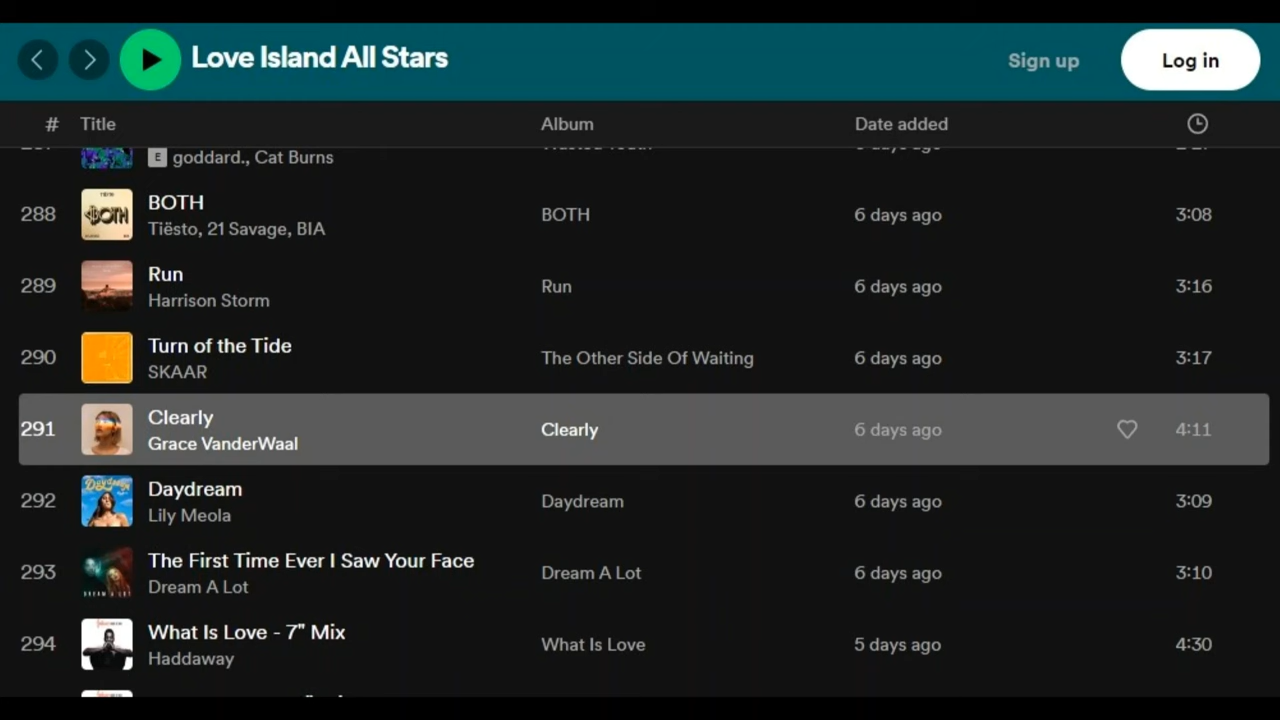 Love Island All Stars
Sign up
Log in
# Title Album Date added
E goddard., Cat Burns
288 BOTH BOTH 6 days ago 3:08
Tiësto, 21 Savage, BIA
289 Run Run 6 days ago 3:16
Harrison Storm
290 Turn of the Tide The Other Side Of Waiting 6 days ago 3:17
SKAAR
291 Clearly Clearly 6 days ago 4:11
Grace VanderWaal
292 Daydream Daydream 6 days ago 3:09
Lily Meola
293 The First Time Ever I Saw Your Face Dream A Lot 6 days ago 3:10
Dream A Lot
294 What Is Love - 7" Mix What Is Love 5 days ago 4:30
Haddaway